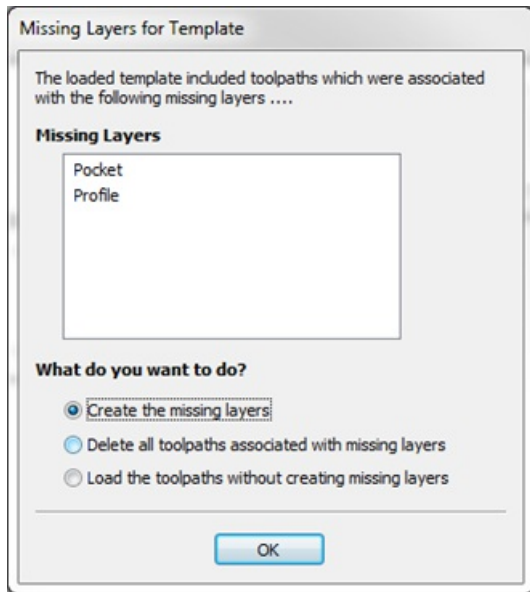 Missing Layers for Template
The loaded template included toolpaths which were associated
with the following missing layers ....
Missing Layers
Pocket
Profile
What do you want to do?
Create the missing layers
Delete all toolpaths associated with missing layers
Load the toolpaths without creating missing layers
OK